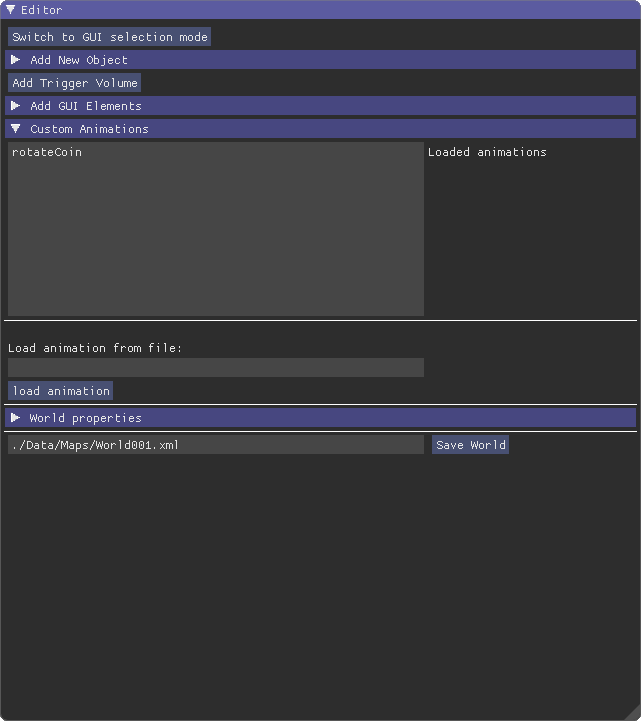 Editor
Switch to GUI selection mode
Add New Object
Add Trigger Volume
Add GUI Elements
Custom Animations
rotateCoin Loaded animations
Load animation from file:
load animation
World properties
./Data/Maps/World001.xml Save World